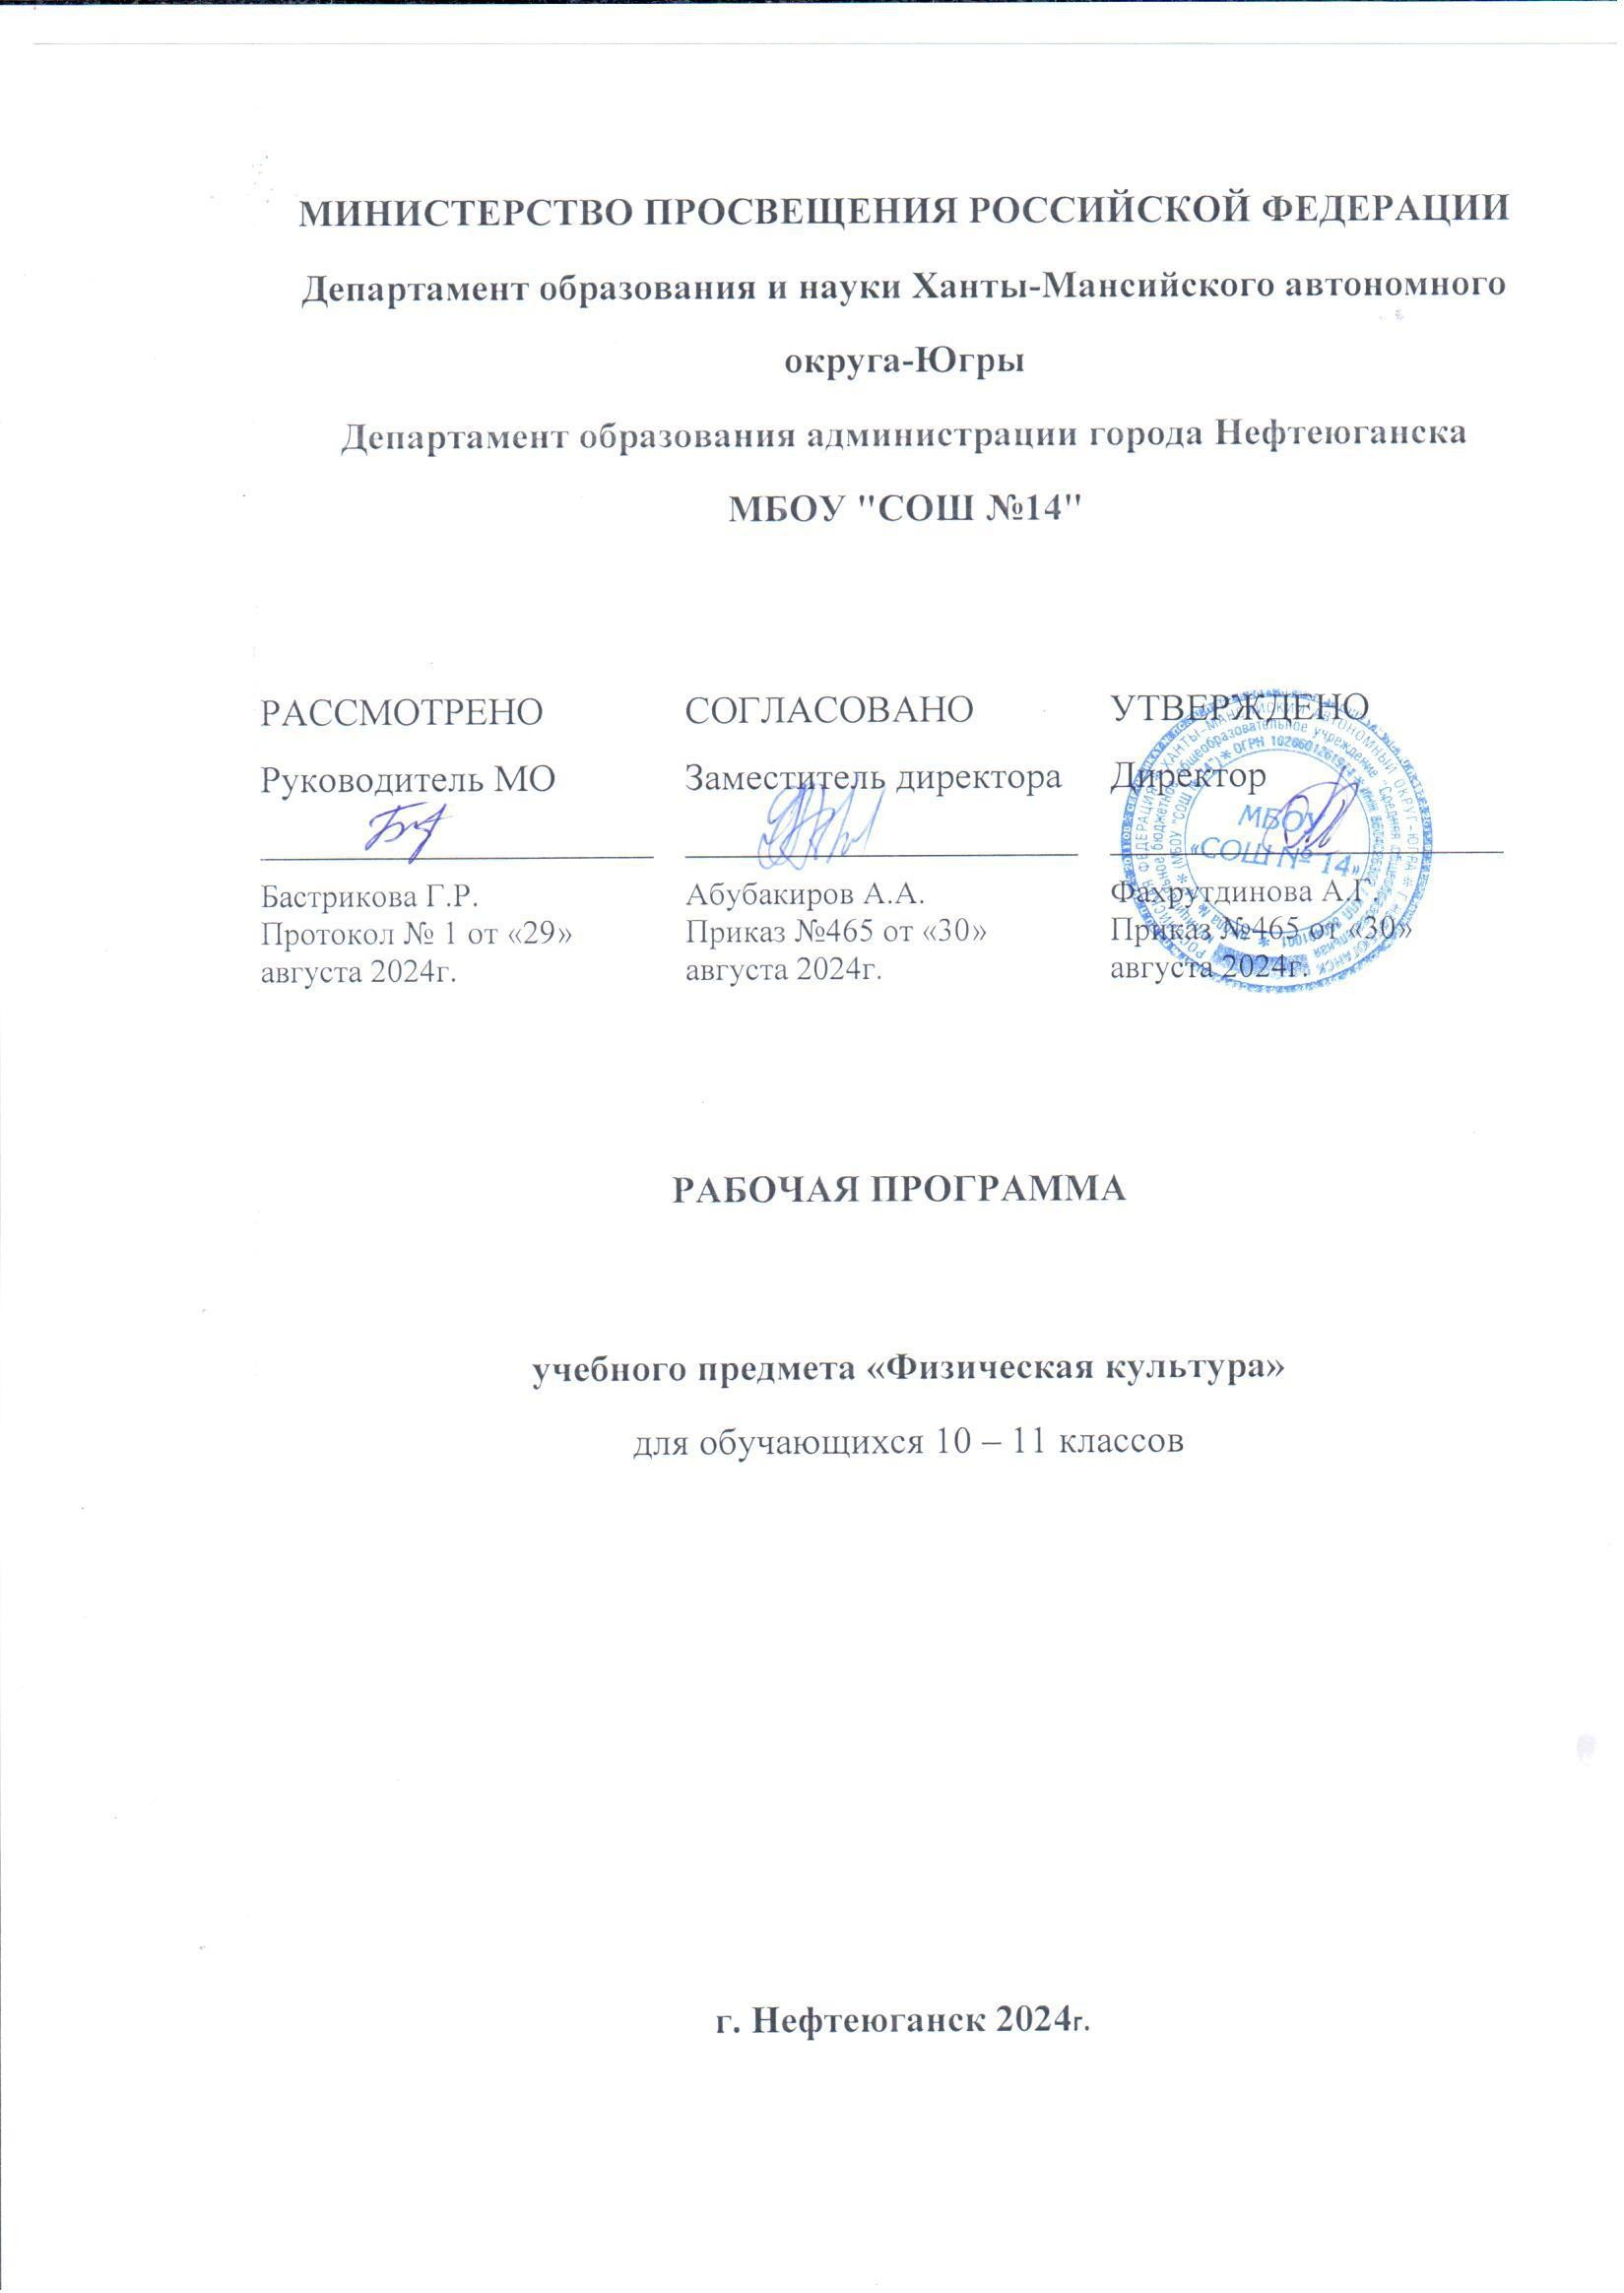 МИНИСТЕРСТВО ПРОСВЕЩЕНИЯ РОССИЙСКОЙ ФЕДЕРАЦИИ
Департамент образования и науки Ханты-Мансийского автономного
округа-Югры
Департамент образования администрации города Нефтеюганска
МБОУ "СОШ №14"
РАССМОТРЕНО
Руководитель МО
Бастрикова Г.Р.
Протокол № 1 от «29»
августа 2024г.
СОГЛАСОВАНО
Заместитель директора
Абубакиров А.А.
Приказ №465 от «30»
августа 2024г.
УТВЕРЖДЕНО
Директор
Фахрутдинова А.Г.
Приказ №465 от «30»
августа 2024г.
МБОУ
«СОШ № 14»
РАБОЧАЯ ПРОГРАММА
учебного предмета «Физическая культура»
для обучающихся 10 – 11 классов
г. Нефтеюганск 2024г.